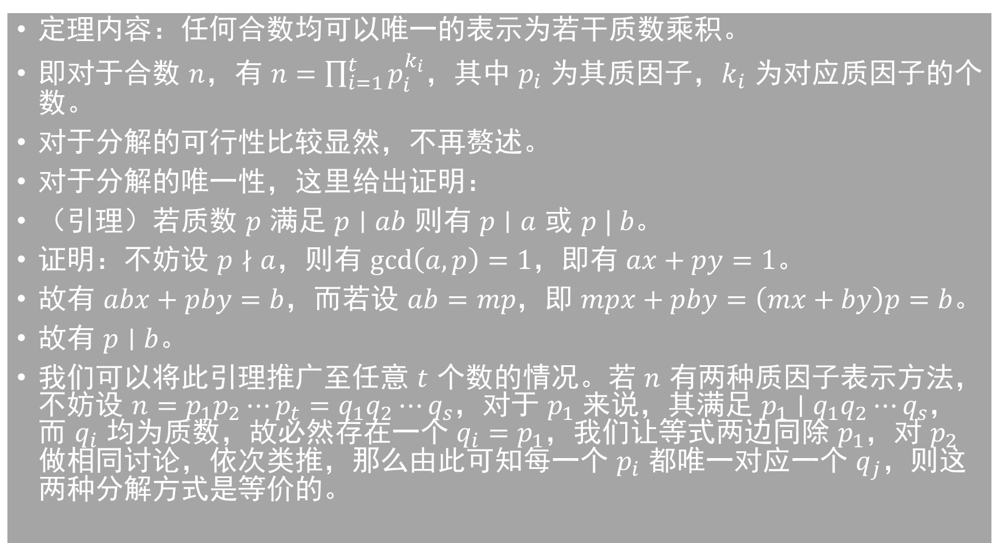 • 定理内容：任何合数均可以唯一的表示为若干质数乘积。
• 即对于合数 $n$，有 $n = \prod_{i=1}^{t} p_i^{k_i}$，其中 $p_i$ 为其质因子，$k_i$ 为对应质因子的个
数。
• 对于分解的可行性比较显然，不再赘述。
• 对于分解的唯一性，这里给出证明：
• （引理）若质数 $p$ 满足 $p \mid ab$ 则有 $p \mid a$ 或 $p \mid b$。
• 证明：不妨设 $p \nmid a$，则有 $\gcd(a, p) = 1$，即有 $ax + py = 1$。
• 故有 $abx + pby = b$，而若设 $ab = mp$，即 $mpx + pby = (mx + by)p = b$。
• 故有 $p \mid b$。
• 我们可以将此引理推广至任意 $t$ 个数的情况。若 $n$ 有两种质因子表示方法，
不妨设 $n = p_1 p_2 \cdots p_t = q_1 q_2 \cdots q_s$，对于 $p_1$ 来说，其满足 $p_1 \mid q_1 q_2 \cdots q_s$，
而 $q_i$ 均为质数，故必然存在一个 $q_i = p_1$，我们让等式两边同除 $p_1$，对 $p_2$
做相同讨论，依次类推，那么由此可知每一个 $p_i$ 都唯一对应一个 $q_j$，则这
两种分解方式是等价的。